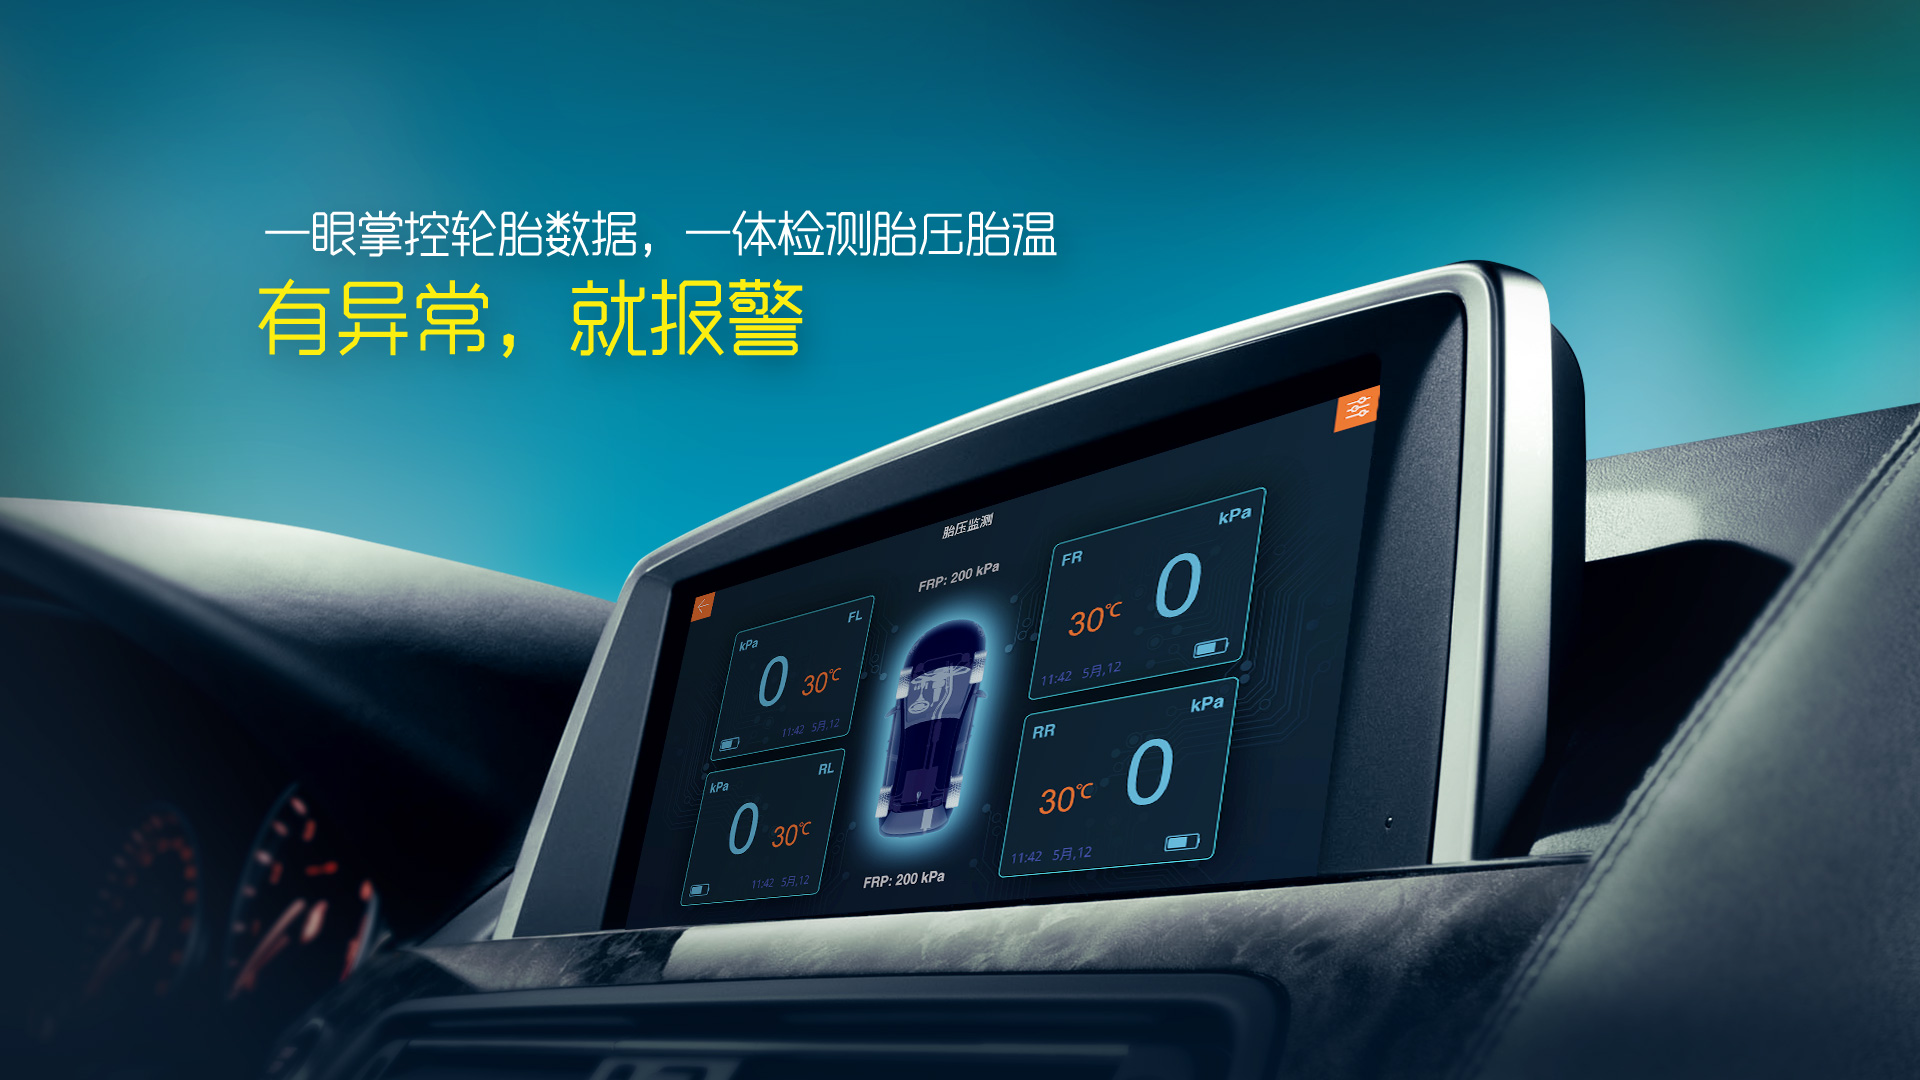 一眼掌控轮胎数据，一体检测胎压胎温
有异常，就报警
胎压监测
FRP: 200 kPa
kPa FL
0 30℃
11:42 5月,12
FR kPa
30℃ 0
11:42 5月,12
kPa RL
0 30℃
11:42 5月,12
RR kPa
30℃ 0
11:42 5月,12
FRP: 200 kPa